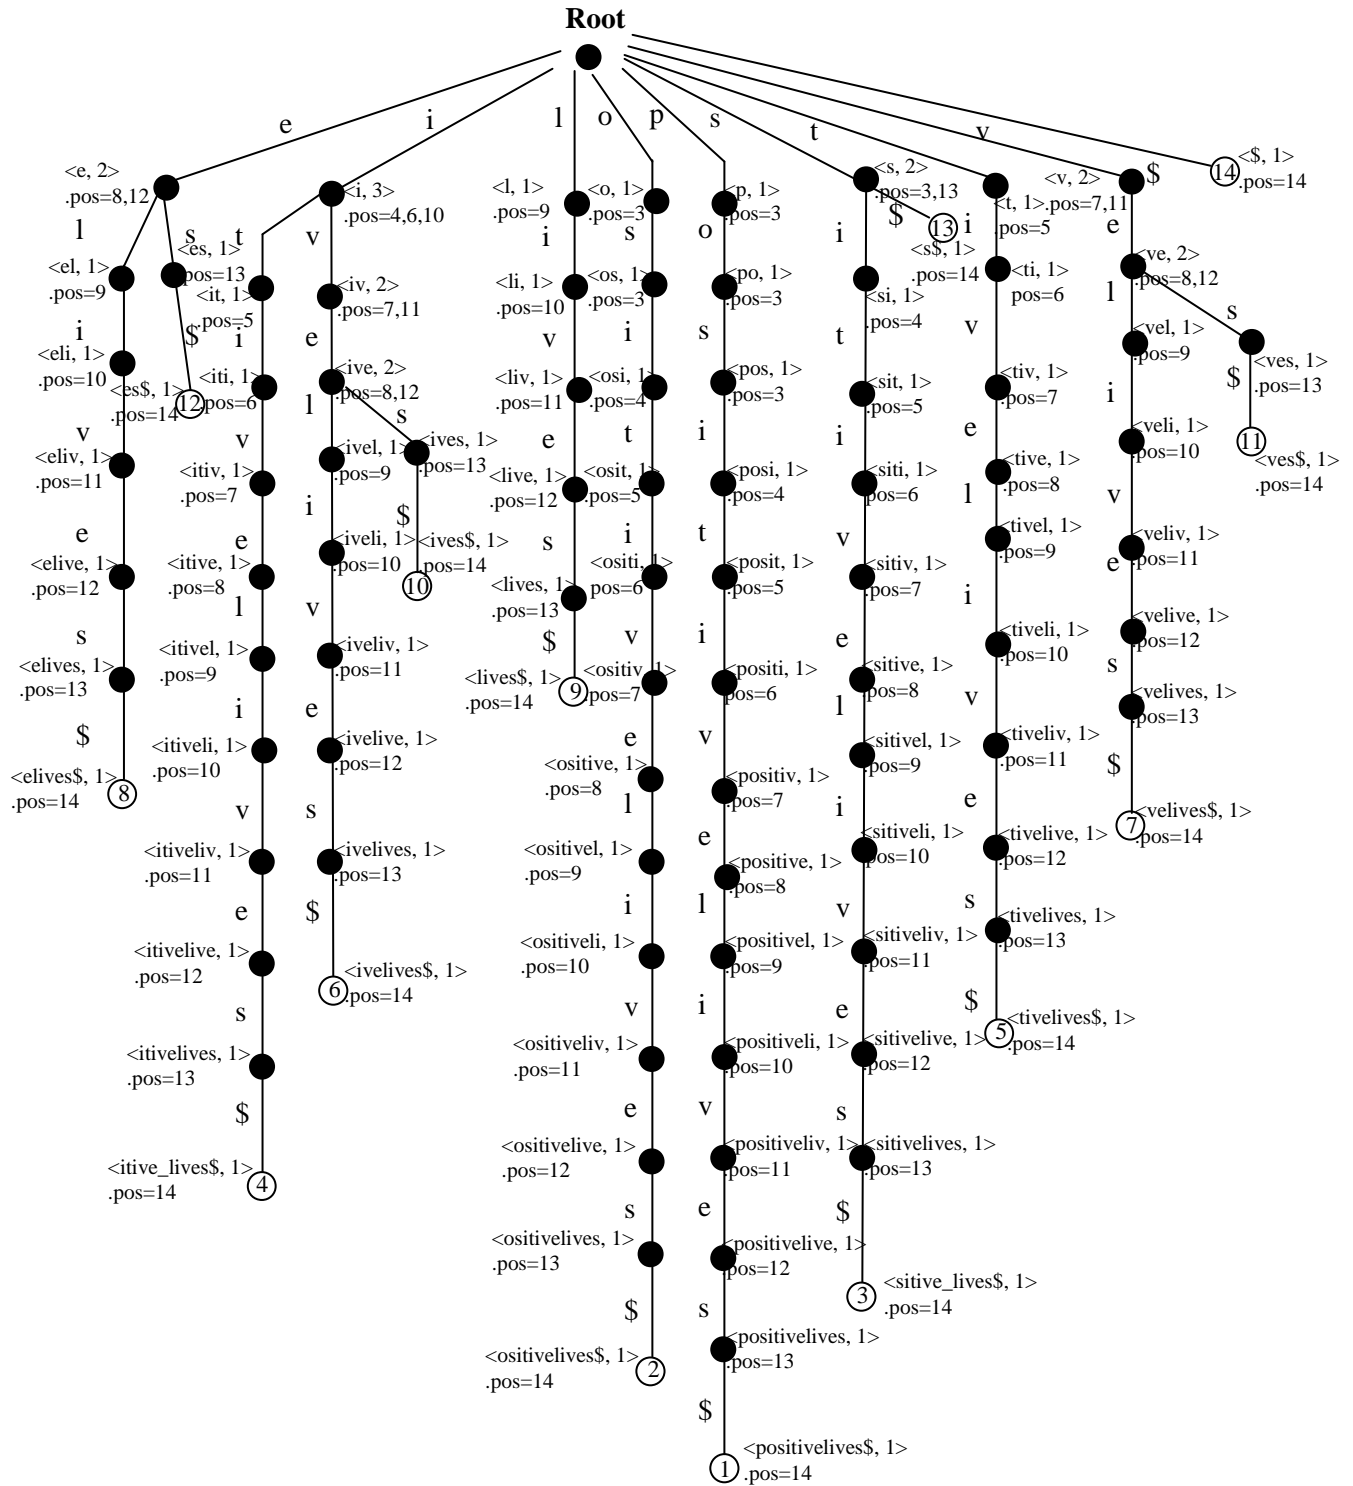 Root
e
i
l
o
p
s
t
v
$
<e, 2>
.pos=8,12
l
<el, 1>
.pos=9
i
<eli, 1>
.pos=10
v
<eliv, 1>
.pos=11
e
<elive, 1>
.pos=12
s
<elives, 1>
.pos=13
$
<elives$, 1>
.pos=14
8
s
<es, 1>
.pos=13
$
<es$, 1>
.pos=14
12
<i, 3>
.pos=4,6,10
t
<it, 1>
.pos=5
i
<iti, 1>
.pos=6
v
<itiv, 1>
.pos=7
e
<itive, 1>
.pos=8
l
<itivel, 1>
.pos=9
i
<itiveli, 1>
.pos=10
v
<itiveliv, 1>
.pos=11
e
<itivelive, 1>
.pos=12
s
<itivelives, 1>
.pos=13
$
<itive_lives$, 1>
.pos=14
4
v
<iv, 2>
.pos=7,11
e
<ive, 2>
.pos=8,12
l
<ivel, 1>
.pos=9
i
<iveli, 1>
.pos=10
v
<iveliv, 1>
.pos=11
e
<ivelive, 1>
.pos=12
s
<ivelives, 1>
.pos=13
$
<ivelives$, 1>
.pos=14
6
s
<ives, 1>
.pos=13
$
<ives$, 1>
.pos=14
10
<l, 1>
.pos=9
i
<li, 1>
.pos=10
v
<liv, 1>
.pos=11
e
<live, 1>
.pos=12
s
<lives, 1>
.pos=13
$
<lives$, 1>
.pos=14
9
<o, 1>
.pos=3
s
<os, 1>
.pos=3
i
<osi, 1>
.pos=4
t
<osit, 1>
.pos=5
i
<ositi, 1>
pos=6
v
<ositiv, 1>
.pos=7
e
<ositive, 1>
.pos=8
l
<ositivel, 1>
.pos=9
i
<ositiveli, 1>
.pos=10
v
<ositiveliv, 1>
.pos=11
e
<ositivelive, 1>
.pos=12
s
<ositivelives, 1>
.pos=13
$
<ositivelives$, 1>
.pos=14
2
<p, 1>
.pos=3
o
<po, 1>
.pos=3
s
<pos, 1>
.pos=3
i
<posi, 1>
.pos=4
t
<posit, 1>
.pos=5
i
<positi, 1>
pos=6
v
<positiv, 1>
.pos=7
e
<positive, 1>
.pos=8
l
<positivel, 1>
.pos=9
i
<positiveli, 1>
.pos=10
v
<positiveliv, 1>
.pos=11
e
<positivelive, 1>
.pos=12
s
<positivelives, 1>
.pos=13
$
<positivelives$, 1>
.pos=14
1
<s, 2>
.pos=3,13
$
13
<s$, 1>
.pos=14
i
<si, 1>
.pos=4
t
<sit, 1>
.pos=5
i
<siti, 1>
pos=6
v
<sitiv, 1>
.pos=7
e
<sitive, 1>
.pos=8
l
<sitivel, 1>
.pos=9
i
<sitiveli, 1>
.pos=10
v
<sitiveliv, 1>
.pos=11
e
<sitivelive, 1>
.pos=12
s
<sitivelives, 1>
.pos=13
$
<sitive_lives$, 1>
.pos=14
3
<t, 1>
.pos=5
i
<ti, 1>
pos=6
v
<tiv, 1>
.pos=7
e
<tive, 1>
.pos=8
l
<tivel, 1>
.pos=9
i
<tiveli, 1>
.pos=10
v
<tiveliv, 1>
.pos=11
e
<tivelive, 1>
.pos=12
s
<tivelives, 1>
.pos=13
$
<tivelives$, 1>
.pos=14
5
<v, 2>
.pos=7,11
e
<ve, 2>
.pos=8,12
l
<vel, 1>
.pos=9
i
<veli, 1>
.pos=10
v
<veliv, 1>
.pos=11
e
<velive, 1>
.pos=12
s
<velives, 1>
.pos=13
$
<velives$, 1>
.pos=14
7
s
<ves, 1>
.pos=13
$
11
<ves$, 1>
.pos=14
14
<$, 1>
.pos=14